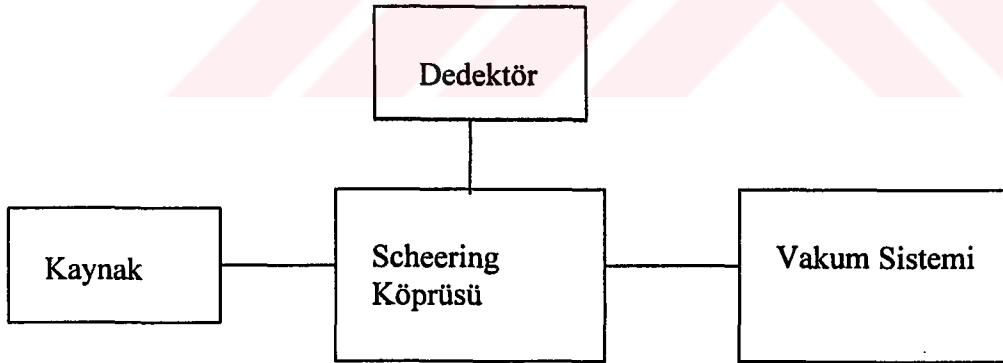 Dedektör
Kaynak
Scheering
Köprüsü
Vakum Sistemi